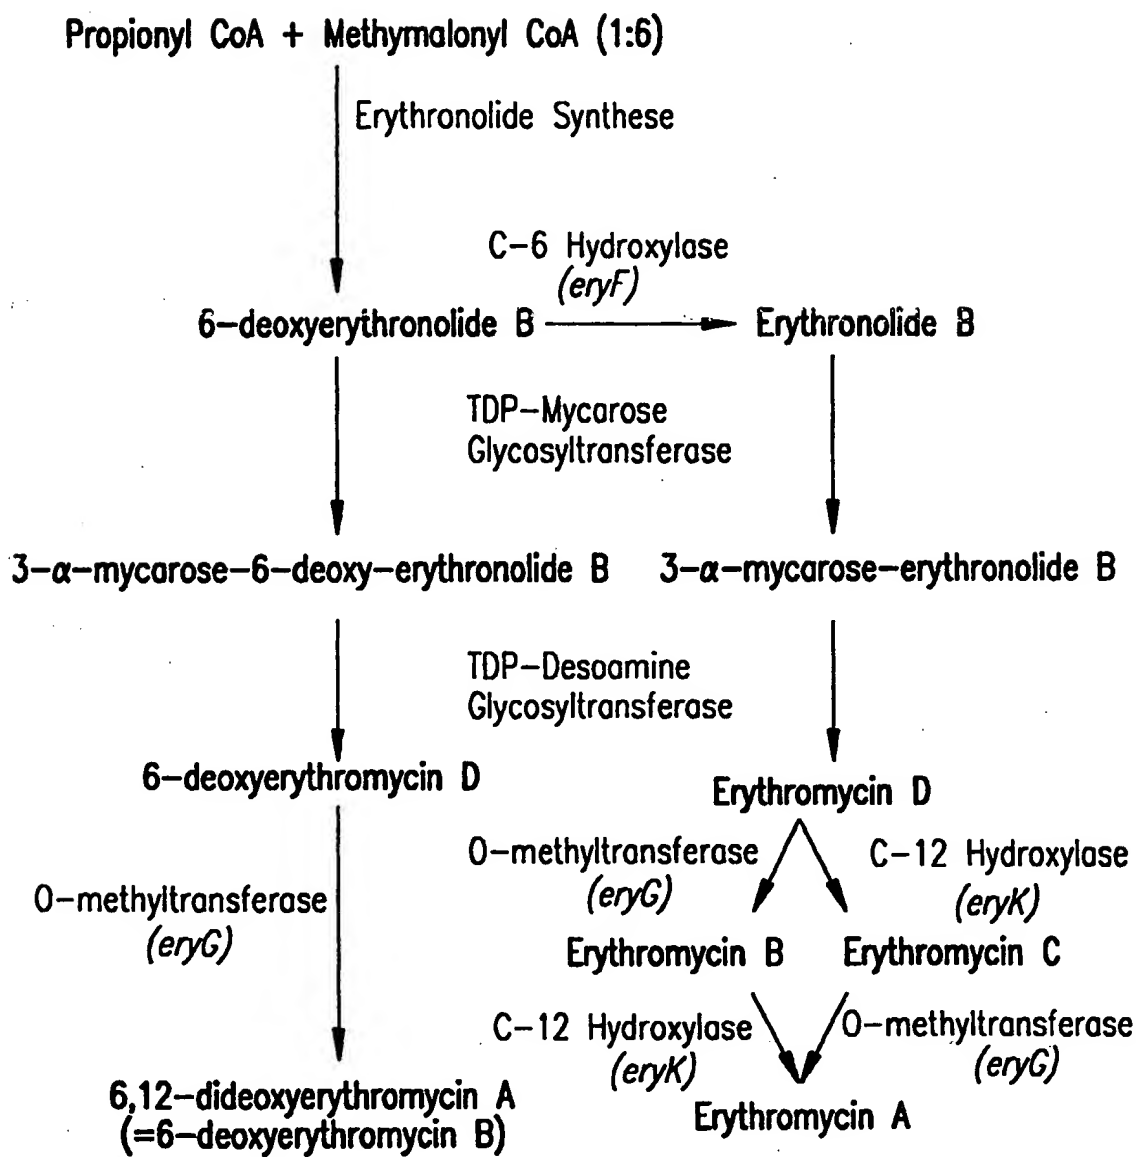 Propionyl CoA + Methymalonyl CoA (1:6)
Erythronolide Synthese
C-6 Hydroxylase
(eryF)
6-deoxyerythronolide B
Erythronolide B
TDP-Mycarose
Glycosyltransferase
3-α-mycarose-6-deoxy-erythronolide B
3-α-mycarose-erythronolide B
TDP-Desoamine
Glycosyltransferase
6-deoxyerythromycin D
Erythromycin D
O-methyltransferase
(eryG)
C-12 Hydroxylase
(eryK)
O-methyltransferase
(eryG)
Erythromycin B
Erythromycin C
C-12 Hydroxylase
(eryK)
O-methyltransferase
(eryG)
6,12-dideoxyerythromycin A
(=6-deoxyerythromycin B)
Erythromycin A